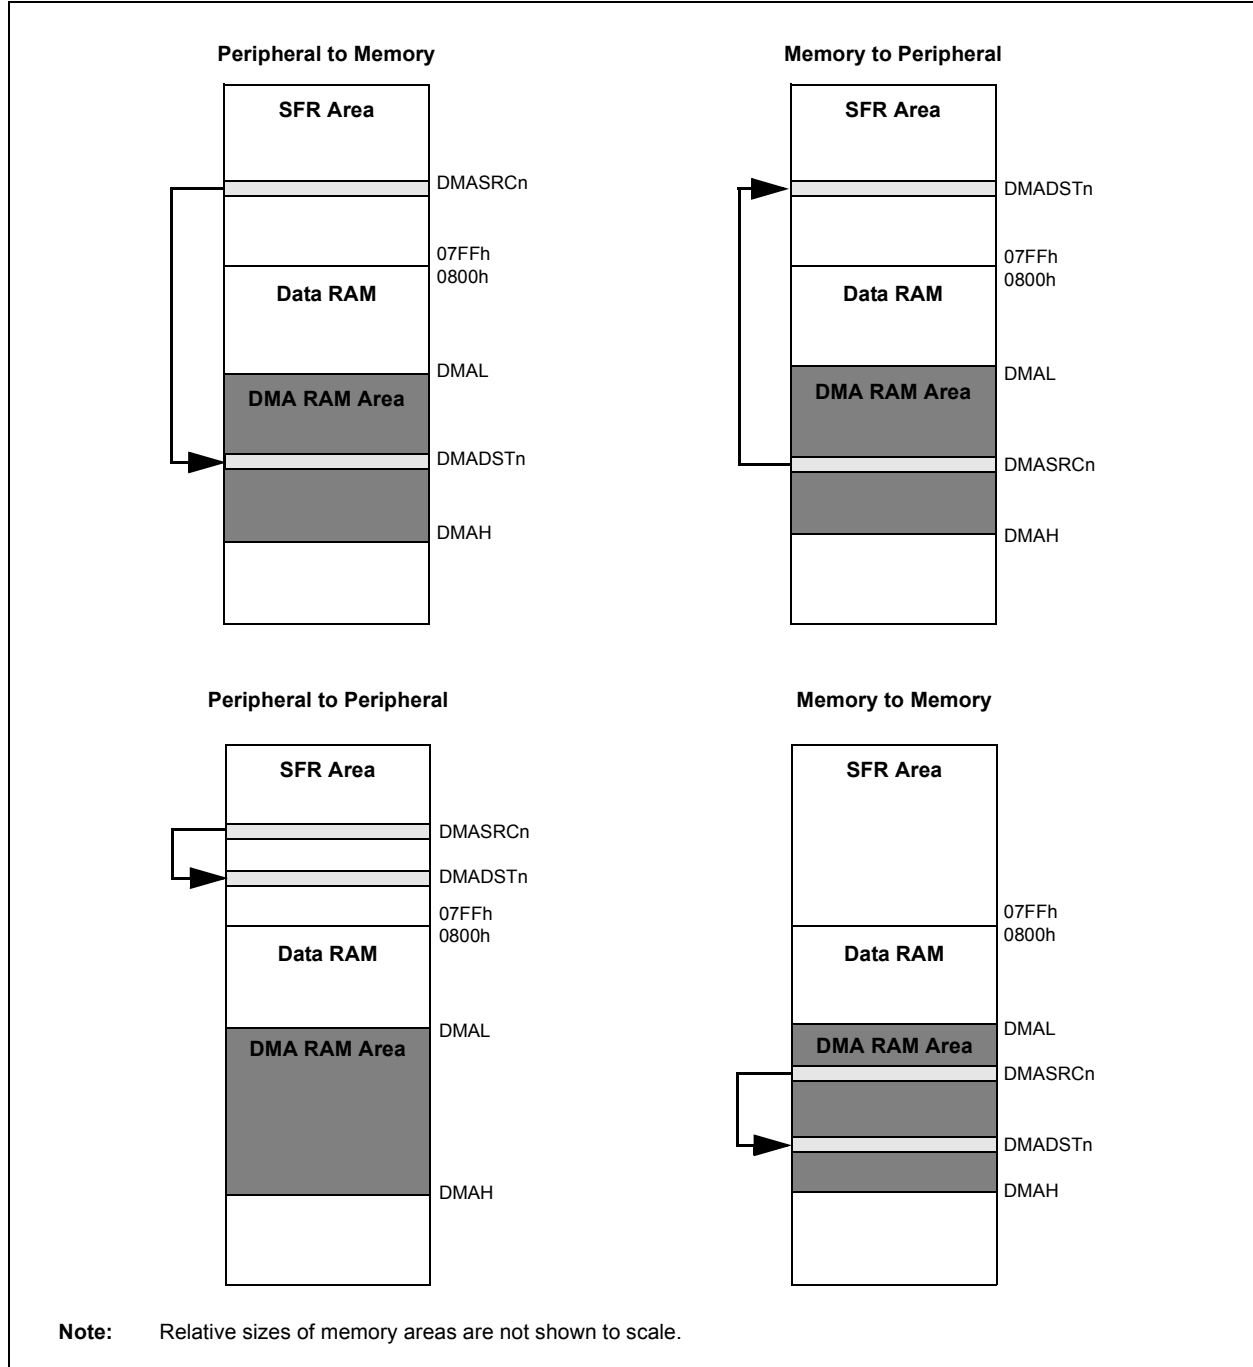 Peripheral to Memory
SFR Area
DMASRCn
07FFh
0800h
Data RAM
DMAL
DMA RAM Area
DMADSTn
DMAH
Memory to Peripheral
SFR Area
DMADSTn
07FFh
0800h
Data RAM
DMAL
DMA RAM Area
DMASRCn
DMAH
Peripheral to Peripheral
SFR Area
DMASRCn
DMADSTn
07FFh
0800h
Data RAM
DMAL
DMA RAM Area
DMAH
Memory to Memory
SFR Area
07FFh
0800h
Data RAM
DMAL
DMA RAM Area
DMASRCn
DMADSTn
DMAH
Note: Relative sizes of memory areas are not shown to scale.